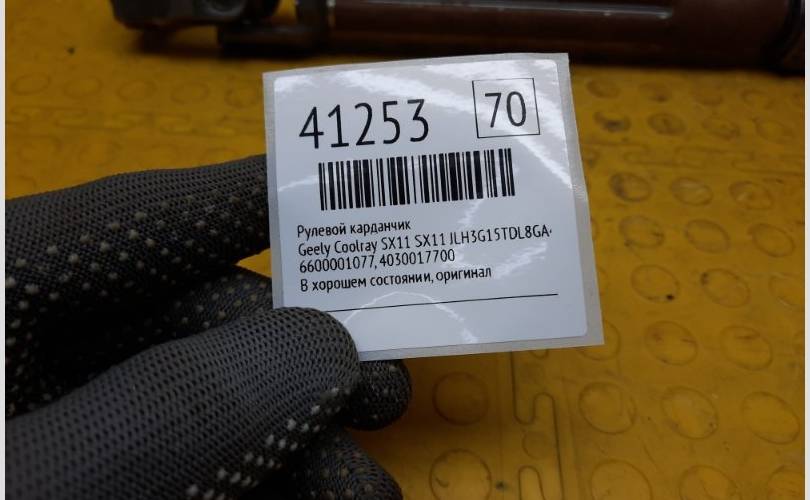 41253 70
Рулевой карданчик
Geely Coolray SX11 SX11 JLH3G15TDL8GA
6600001077, 4030017700
В хорошем состоянии, оригинал